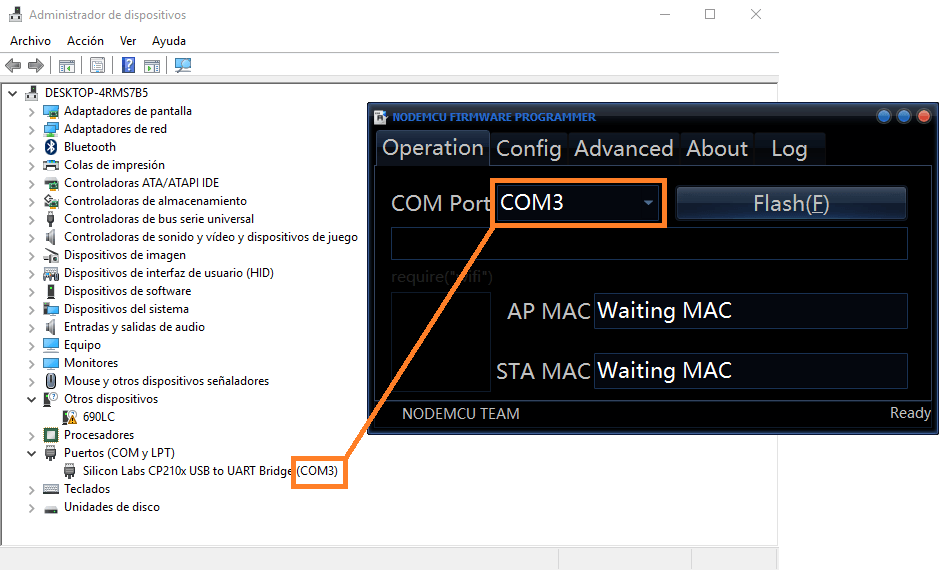 Administrador de dispositivos
Archivo Acción Ver Ayuda
DESKTOP-4RMS7B5
Adaptadores de pantalla
Adaptadores de red
Bluetooth
Colas de impresión
Controladoras ATA/ATAPI IDE
Controladoras de almacenamiento
Controladoras de bus serie universal
Controladoras de sonido y vídeo y dispositivos de juego
Dispositivos de imagen
Dispositivos de interfaz de usuario (HID)
Dispositivos de software
Dispositivos del sistema
Entradas y salidas de audio
Equipo
Monitores
Mouse y otros dispositivos señaladores
Otros dispositivos
690LC
Procesadores
Puertos (COM y LPT)
Silicon Labs CP210x USB to UART Bridge (COM3)
Teclados
Unidades de disco
NODEMCU FIRMWARE PROGRAMMER
Operation Config Advanced About Log
COM Port COM3 Flash(F)
AP MAC Waiting MAC
STA MAC Waiting MAC
NODEMCU TEAM Ready